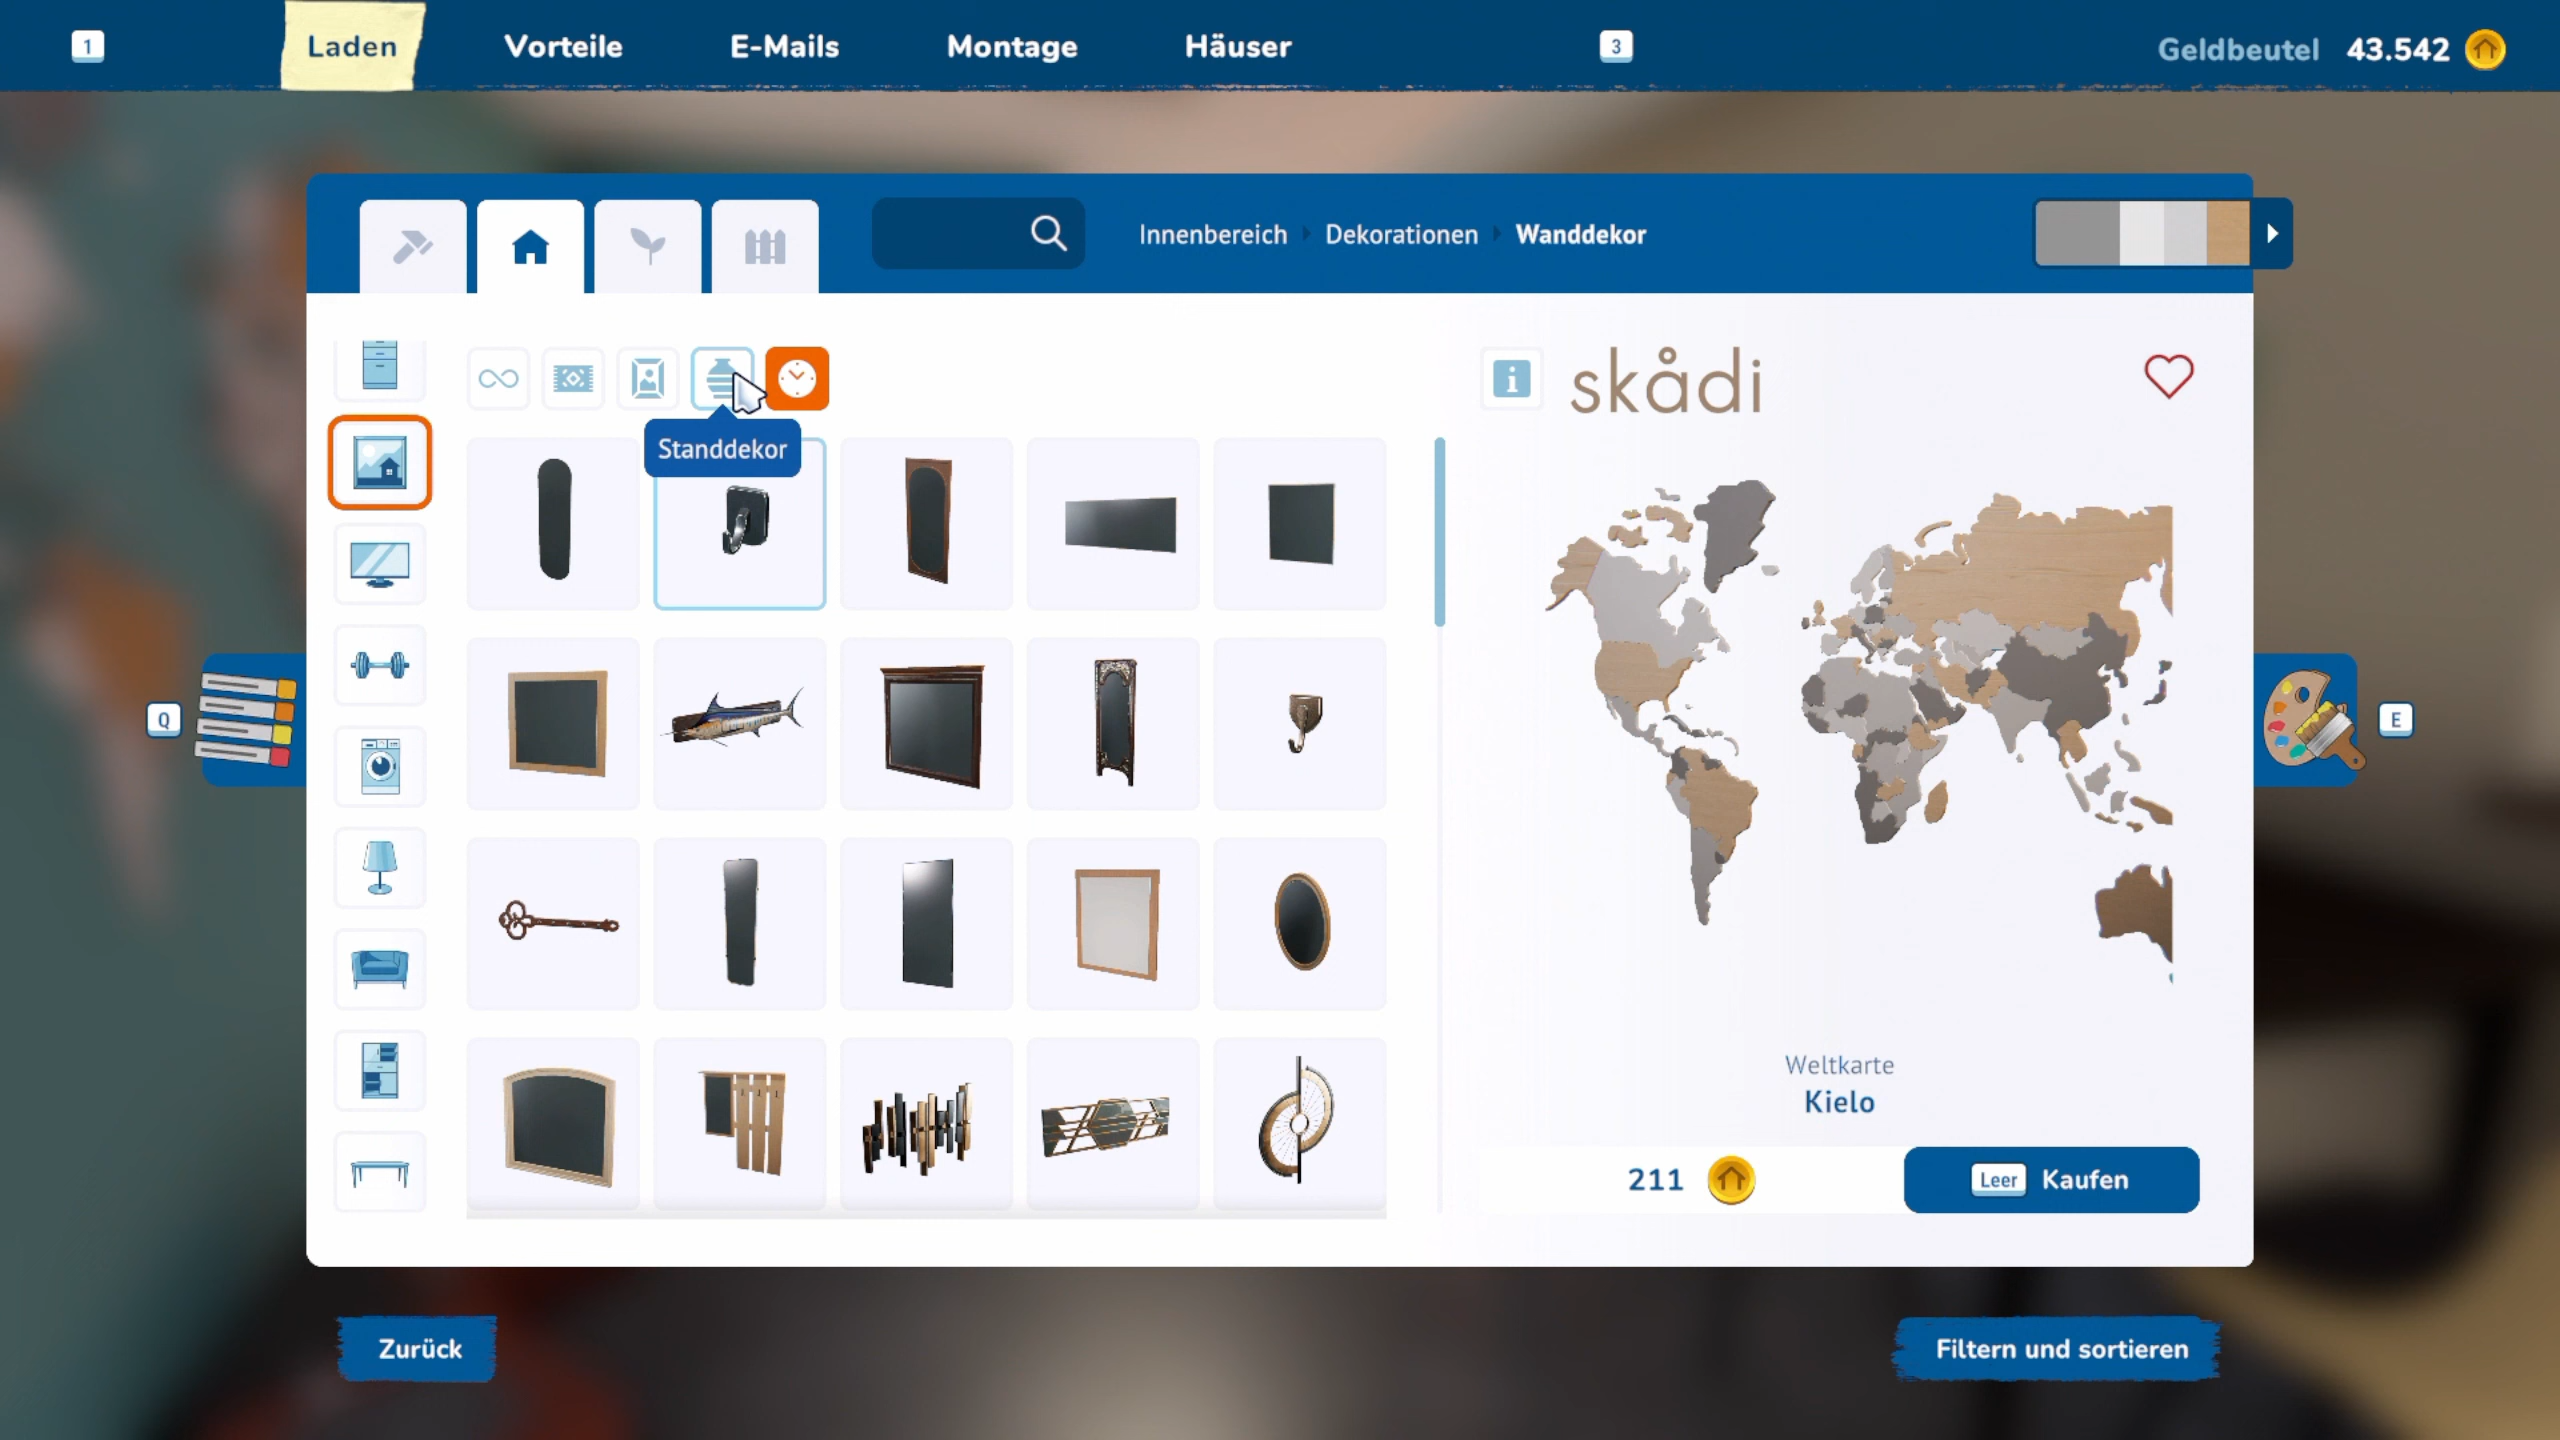 1
Laden
Vorteile
E-Mails
Montage
Häuser
3
Geldbeutel 43.542
Innenbereich
Dekorationen
Wanddekor
i
skådi
Standdekor
Q
E
Weltkarte
Kielo
211
Leer Kaufen
Zurück
Filtern und sortieren